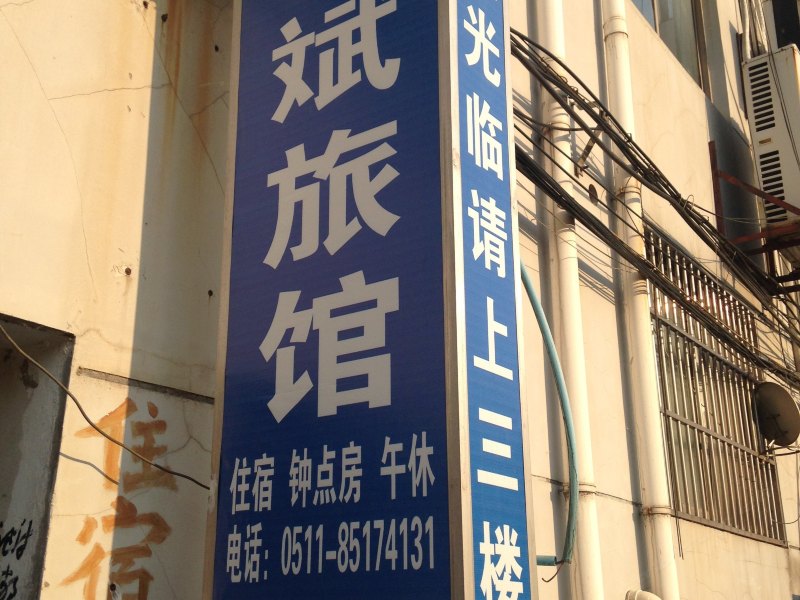 斌旅馆
住宿 钟点房 午休
电话：0511-85174131
光临请上三楼
住宿